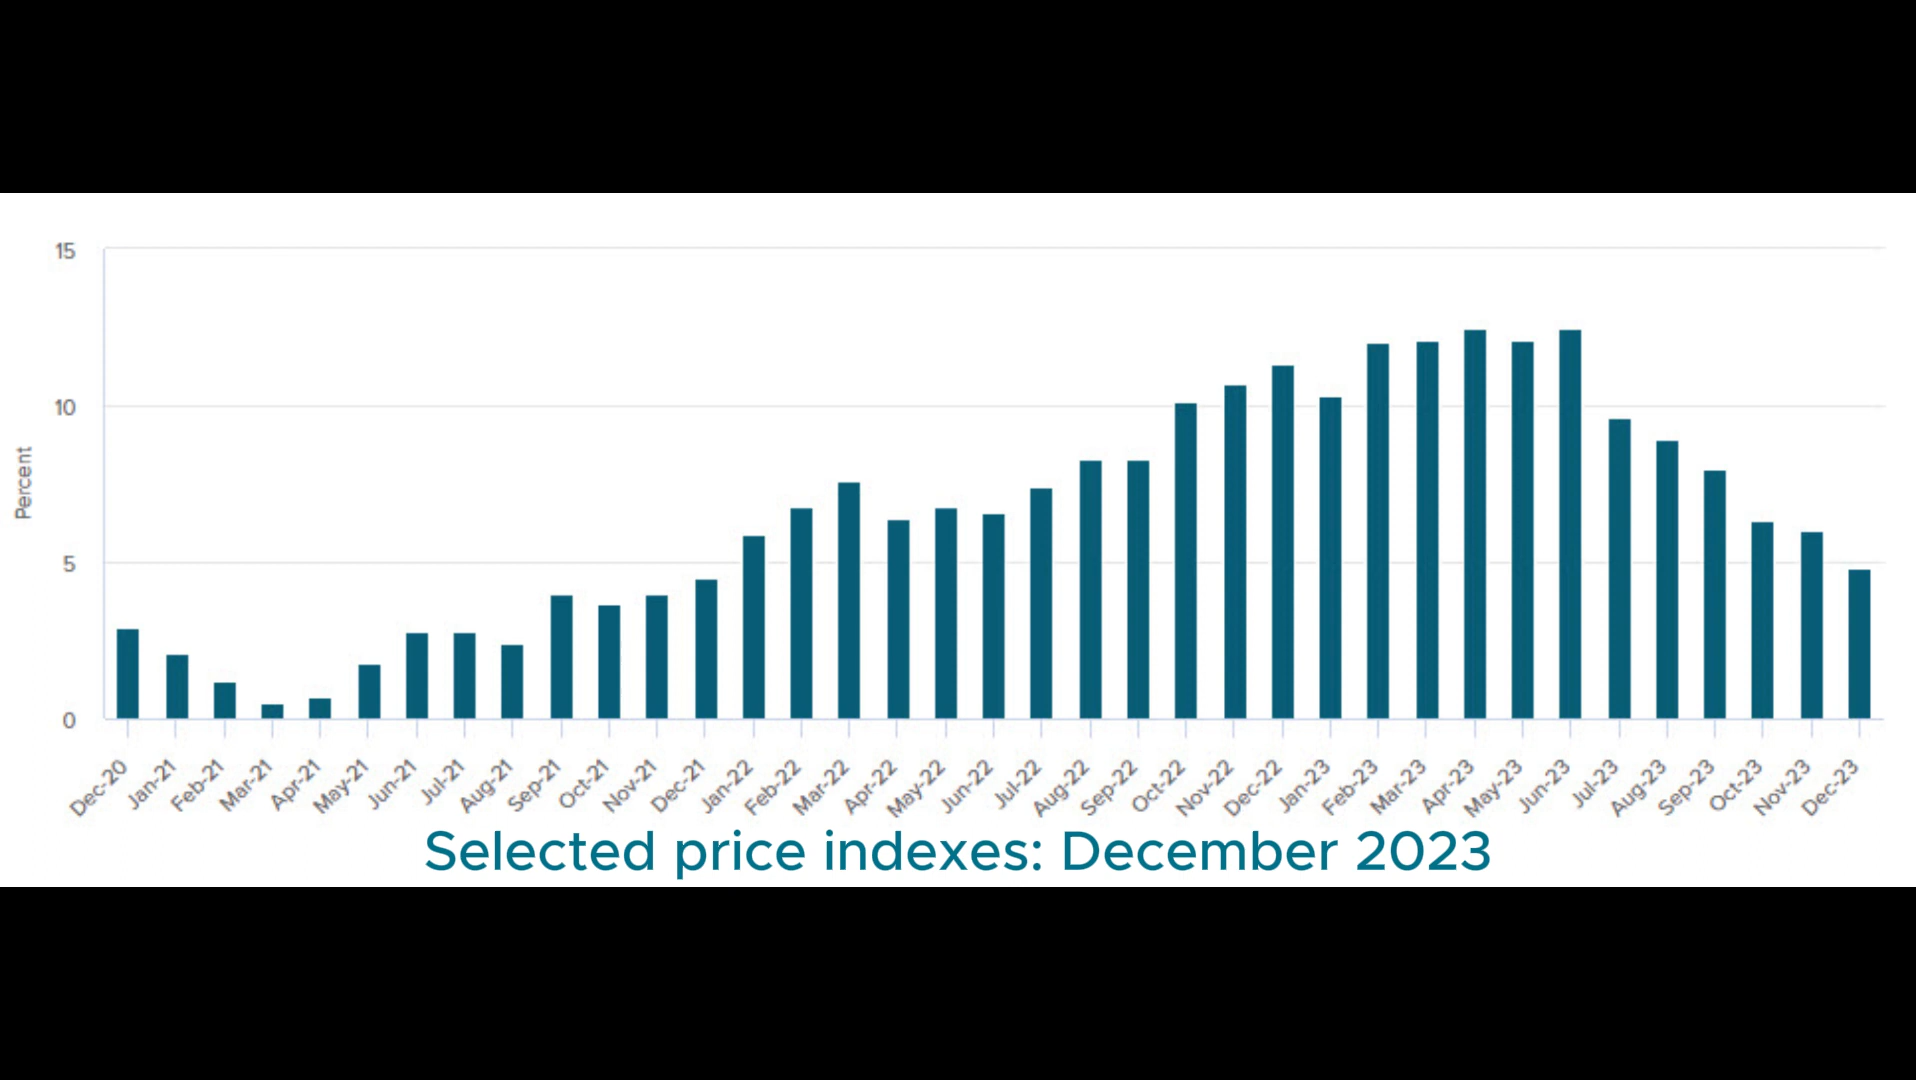 15
10
5
0
Percent
Dec-20 Jan-21 Feb-21 Mar-21 Apr-21 May-21 Jun-21 Jul-21 Aug-21 Sep-21 Oct-21 Nov-21 Dec-21 Jan-22 Feb-22 Mar-22 Apr-22 May-22 Jun-22 Jul-22 Aug-22 Sep-22 Oct-22 Nov-22 Dec-22 Jan-23 Feb-23 Mar-23 Apr-23 May-23 Jun-23 Jul-23 Aug-23 Sep-23 Oct-23 Nov-23 Dec-23
Selected price indexes: December 2023